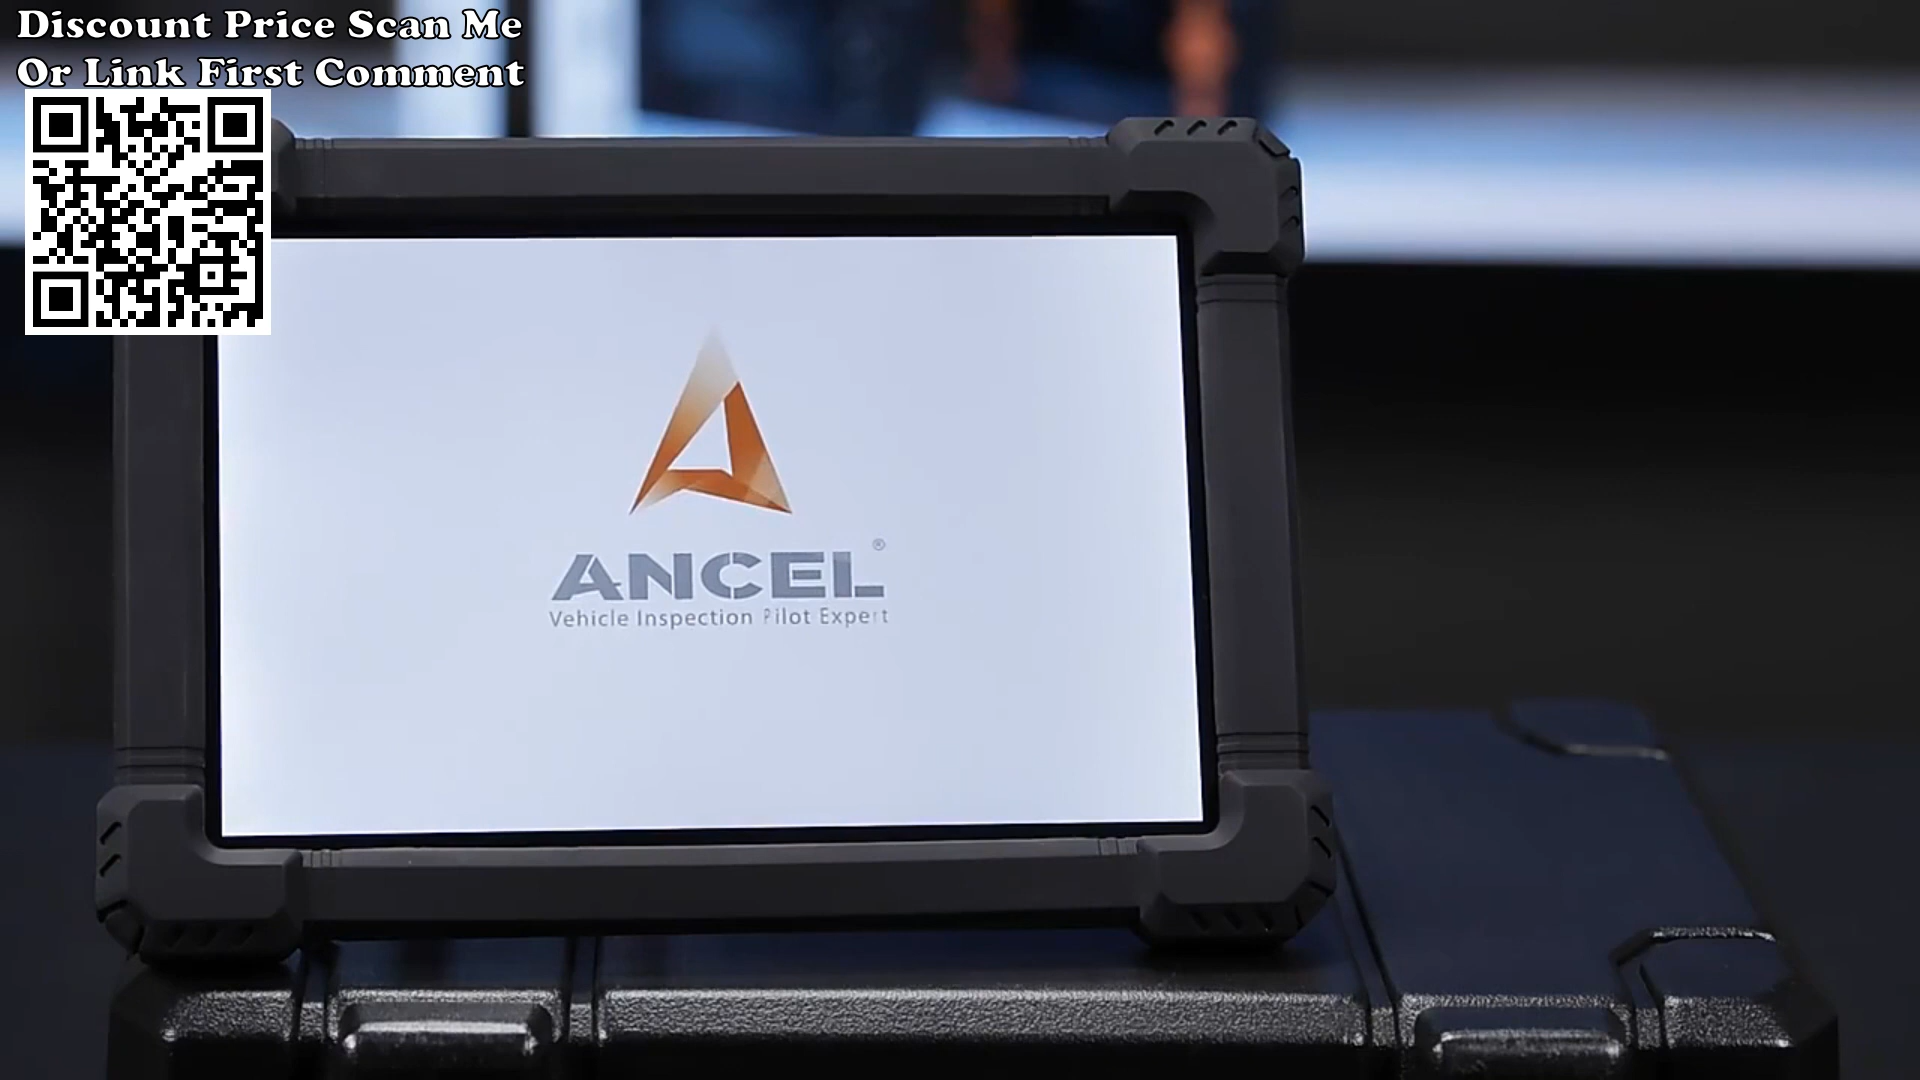 Discount Price Scan Me
Or Link First Comment
ANCEL®
Vehicle Inspection Pilot Expert